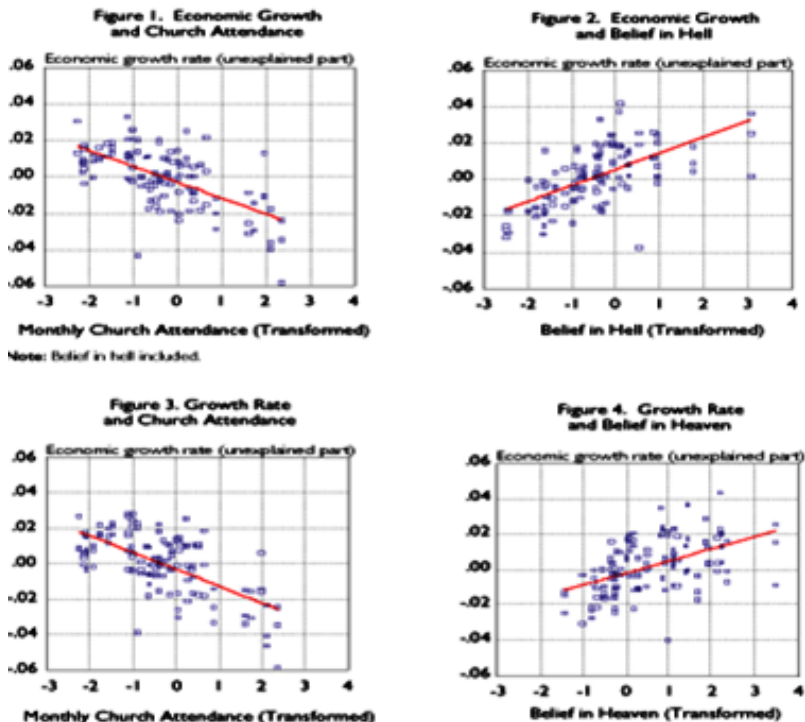 Figure 1. Economic Growth
and Church Attendance
Economic growth rate (unexplained part)
.06
.04
.02
.00
-.02
-.04
-.06
-3 -2 -1 0 1 2 3 4
Monthly Church Attendance (Transformed)
Note: Belief in hell included.
Figure 2. Economic Growth
and Belief in Hell
Economic growth rate (unexplained part)
.06
.04
.02
.00
-.02
-.04
-.06
-3 -2 -1 0 1 2 3 4
Belief in Hell (Transformed)
Figure 3. Growth Rate
and Church Attendance
Economic growth rate (unexplained part)
.06
.04
.02
.00
-.02
-.04
-.06
-3 -2 -1 0 1 2 3 4
Monthly Church Attendance (Transformed)
Figure 4. Growth Rate
and Belief in Heaven
Economic growth rate (unexplained part)
.06
.04
.02
.00
-.02
-.04
-.06
-3 -2 -1 0 1 2 3 4
Belief in Heaven (Transformed)